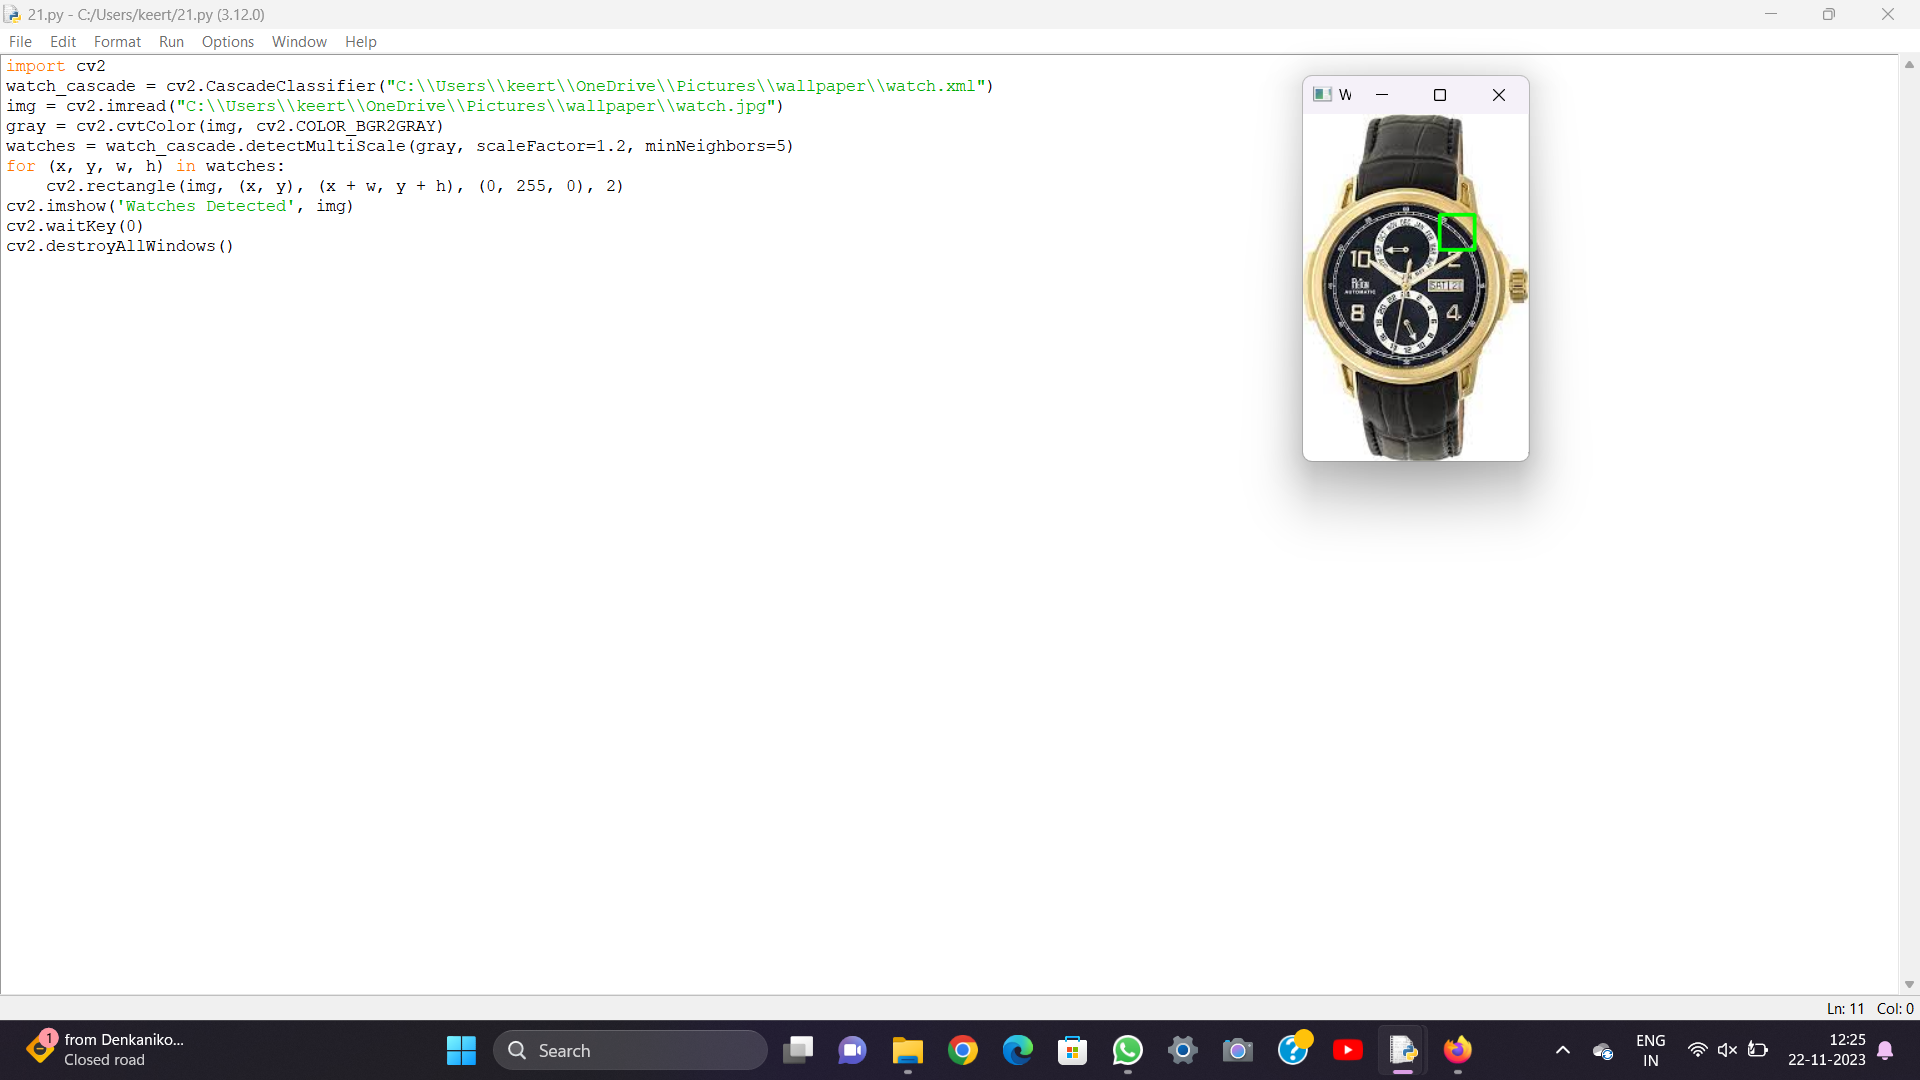 21.py - C:/Users/keert/21.py (3.12.0)
File Edit Format Run Options Window Help
import cv2
watch_cascade = cv2.CascadeClassifier("C:\\Users\\keert\\OneDrive\\Pictures\\wallpaper\\watch.xml")
img = cv2.imread("C:\\Users\\keert\\OneDrive\\Pictures\\wallpaper\\watch.jpg")
gray = cv2.cvtColor(img, cv2.COLOR_BGR2GRAY)
watches = watch_cascade.detectMultiScale(gray, scaleFactor=1.2, minNeighbors=5)
for (x, y, w, h) in watches:
    cv2.rectangle(img, (x, y), (x + w, y + h), (0, 255, 0), 2)
cv2.imshow('Watches Detected', img)
cv2.waitKey(0)
cv2.destroyAllWindows()
W
10 2
AUTOMATIC
8 4
Ln: 11 Col: 0
1
from Denkaniko...
Closed road
Search
ENG
IN
12:25
22-11-2023